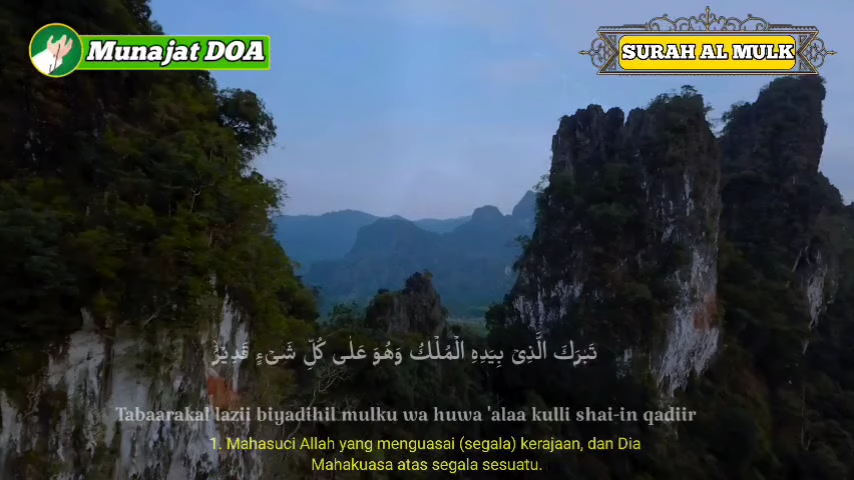 Munajat DOA
SURAH AL MULK
تَبٰرَكَ الَّذِيْ بِيَدِهِ الْمُلْكُ وَهُوَ عَلٰى كُلِّ شَيْءٍ قَدِيْرٌ
Tabaarakal lazii biyadihil mulku wa huwa 'alaa kulli shai-in qadiir
1. Mahasuci Allah yang menguasai (segala) kerajaan, dan Dia
Mahakuasa atas segala sesuatu.